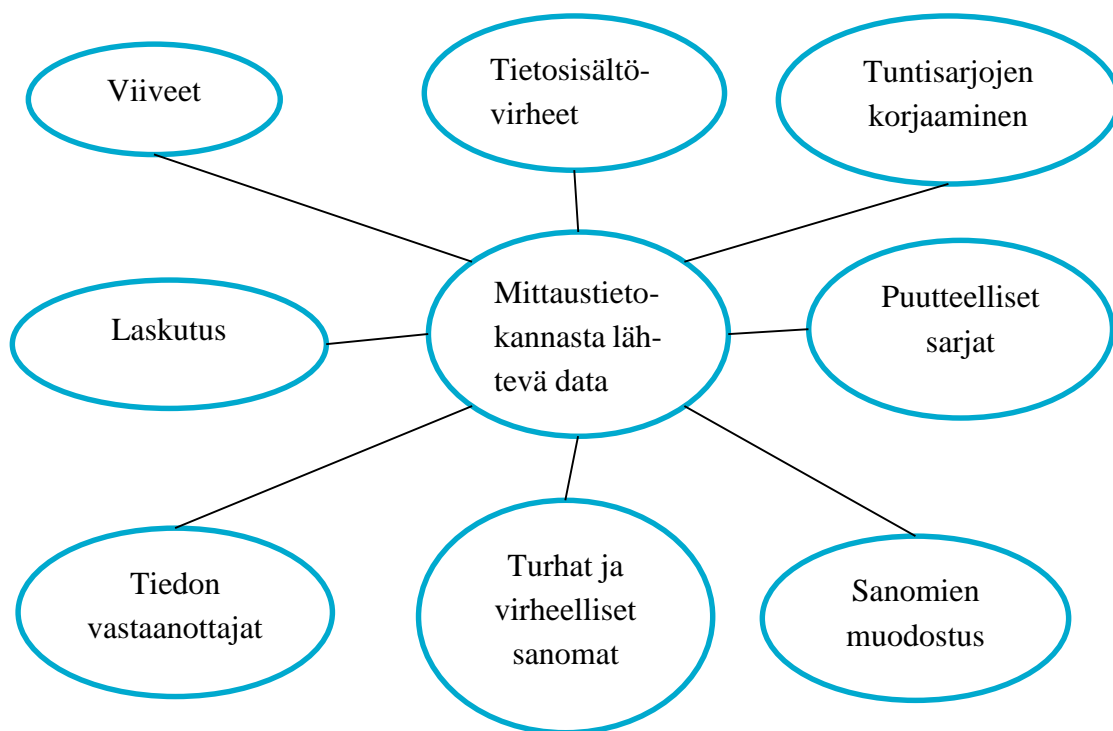 Viiveet
Tietosisältö-
virheet
Tuntisarjojen
korjaaminen
Laskutus
Mittaustieto-
kannasta läh-
tevä data
Puutteelliset
sarjat
Tiedon
vastaanottajat
Turhat ja
virheelliset
sanomat
Sanomien
muodostus